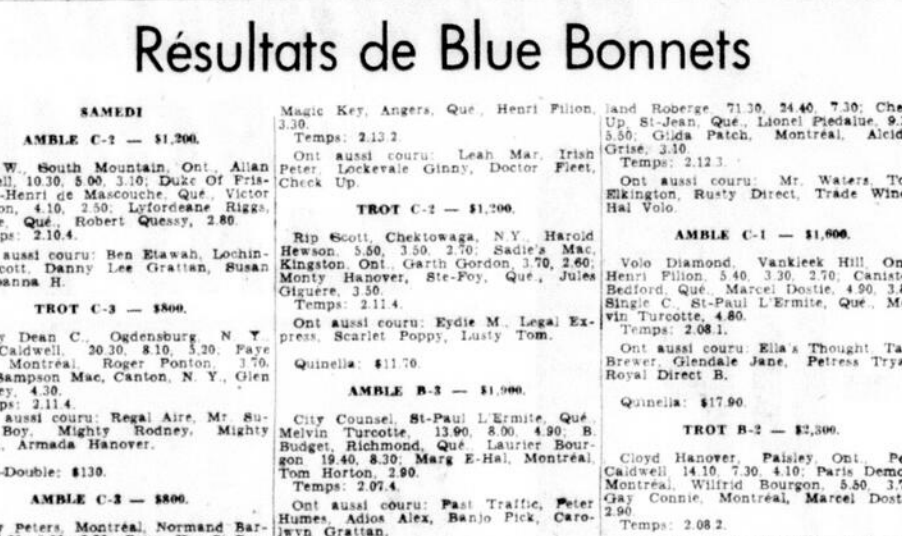 Résultats de Blue Bonnets
SAMEDI
AMBLE C-2 — $1,200.
W., South Mountain, Ont., Allan
ell, 10.30, 5.00, 3.10; Duke Of Fris-
-Henri de Mascouche, Qué., Victor
on, 4.10, 2.50; Lyfordeane Riggs,
e, Qué., Robert Quessy, 2.80.
ps: 2.10.4.
aussi couru: Ben Etawah, Lochin-
cott, Danny Lee Grattan, Susan
oanna H.
TROT C-3 — $800.
y Dean C., Ogdensburg, N. Y.,
Caldwell, 20.30, 8.10, 5.20; Faye
Montréal, Roger Ponton, 3.70,
Sampson Mac, Canton, N. Y., Glen
ey, 4.30.
ps: 2.11.4.
aussi couru: Regal Aire, Mr. Su-
Boy, Mighty Rodney, Mighty
, Armada Hanover.
-Double: $130.
AMBLE C-3 — $800.
r Peters, Montréal, Normand Bar-
Magic Key, Angers, Qué., Henri Filion,
3.30.
Temps: 2.13.2.
Ont aussi couru: Leah Mar, Irish
Peter, Lockevale Ginny, Doctor Fleet,
Check Up.
TROT C-2 — $1,200.
Rip Scott, Chektowaga, N.Y., Harold
Hewson, 5.50, 3.50, 2.70; Sadie's Mac,
Kingston, Ont., Garth Gordon, 3.70, 2.60;
Monty Hanover, Ste-Foy, Qué., Jules
Giguère, 3.50.
Temps: 2.11.4.
Ont aussi couru: Eydie M., Legal Ex-
press, Scarlet Poppy, Lusty Tom.
Quinella: $11.70.
AMBLE B-3 — $1,900.
City Counsel, St-Paul L'Ermite, Qué.,
Melvin Turcotte, 13.90, 8.00, 4.90; B.
Budget, Richmond, Qué., Laurier Bour-
gon 19.40, 8.30; Marg E-Hal, Montréal,
Tom Horton, 2.90.
Temps: 2.07.4.
Ont aussi couru: Past Traffic, Peter
Humes, Adios Alex, Banjo Pick, Caro-
lwyn Grattan.
land Roberge, 71.30, 24.40, 7.30; Che
Up, St-Jean, Qué., Lionel Piedalue, 9.
5.50; Gilda Patch, Montréal, Alcid
Grisé, 3.10.
Temps: 2.12.3.
Ont aussi couru: Mr. Waters, To
Elkington, Rusty Direct, Trade Wind
Hal Volo.
AMBLE C-1 — $1,600.
Volo Diamond, Vankleek Hill, On
Henri Filion, 5.40, 3.30, 2.70; Canist
Bedford, Qué., Marcel Dostie, 4.90, 3.
Single C., St-Paul L'Ermite, Qué., M
vin Turcotte, 4.80.
Temps: 2.08.1.
Ont aussi couru: Ella's Thought, Ta
Brewer, Glendale Jane, Petress Trya
Royal Direct B.
Quinella: $17.90.
TROT B-2 — $2,300.
Cloyd Hanover, Paisley, Ont., Pe
Caldwell 14.10, 7.30, 4.10; Paris Demo
Montréal, Wilfrid Bourgon, 5.50, 3.7
Gay Connie, Montréal, Marcel Dost
2.90.
Temps: 2.08.2.